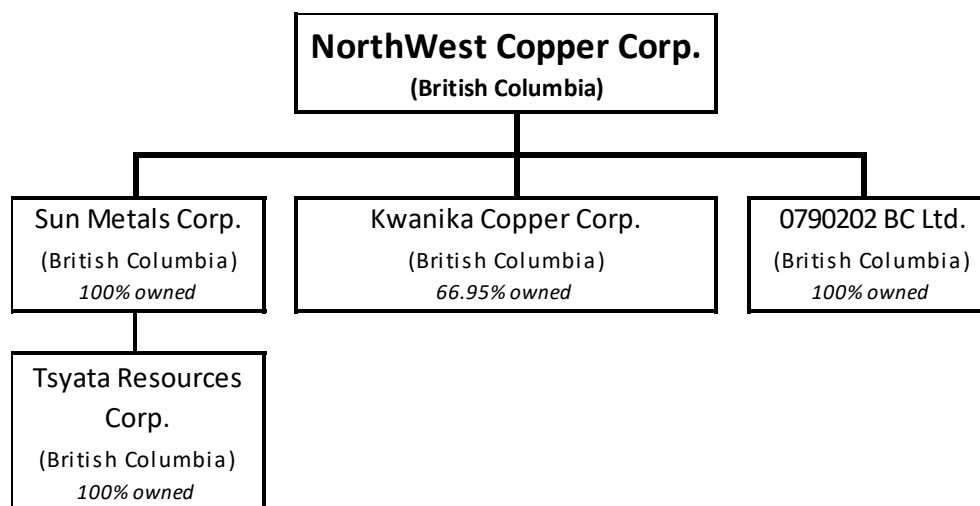 NorthWest Copper Corp.
(British Columbia)
Sun Metals Corp.
(British Columbia)
100% owned
Kwanika Copper Corp.
(British Columbia)
66.95% owned
0790202 BC Ltd.
(British Columbia)
100% owned
Tsyata Resources
Corp.
(British Columbia)
100% owned